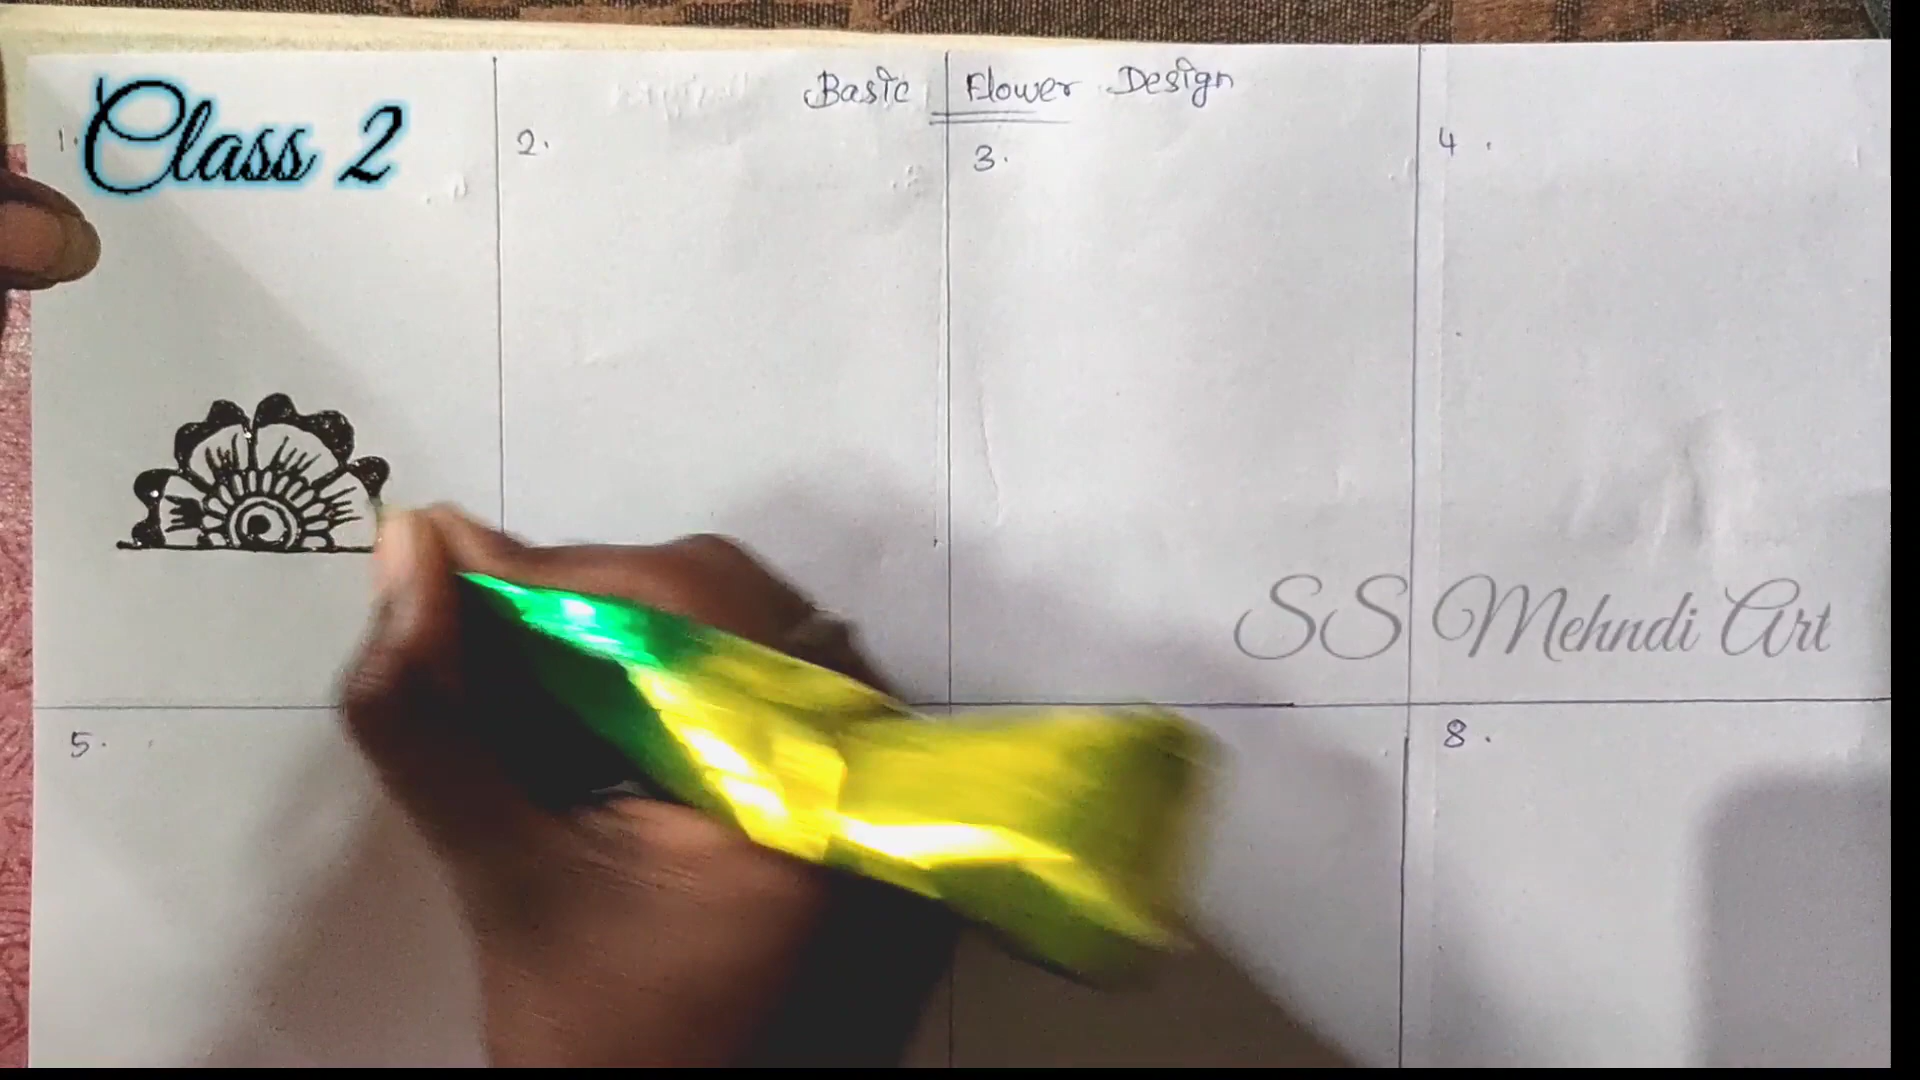 Basic Flower Design
1. Class 2
2.
3.
4.
SS Mehndi Art
5.
8.